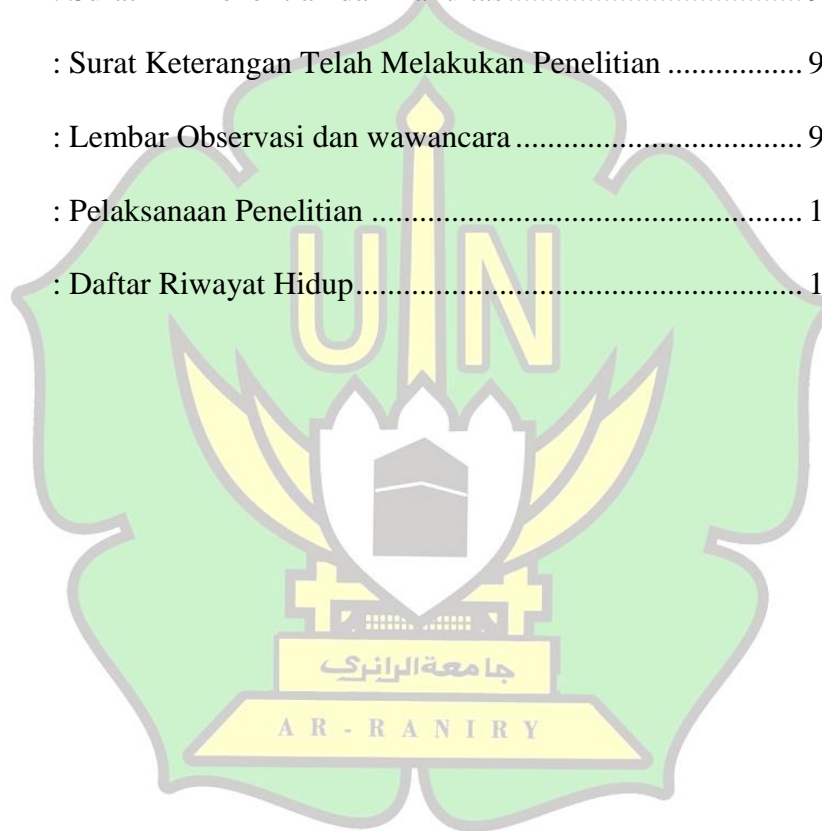 : Surat Keterangan Telah Melakukan Penelitian ................. 9
: Lembar Observasi dan wawancara .................................... 9
: Pelaksanaan Penelitian ...................................................... 1
: Daftar Riwayat Hidup........................................................ 1
UIN
جامعة الرانري
AR-RANIRY